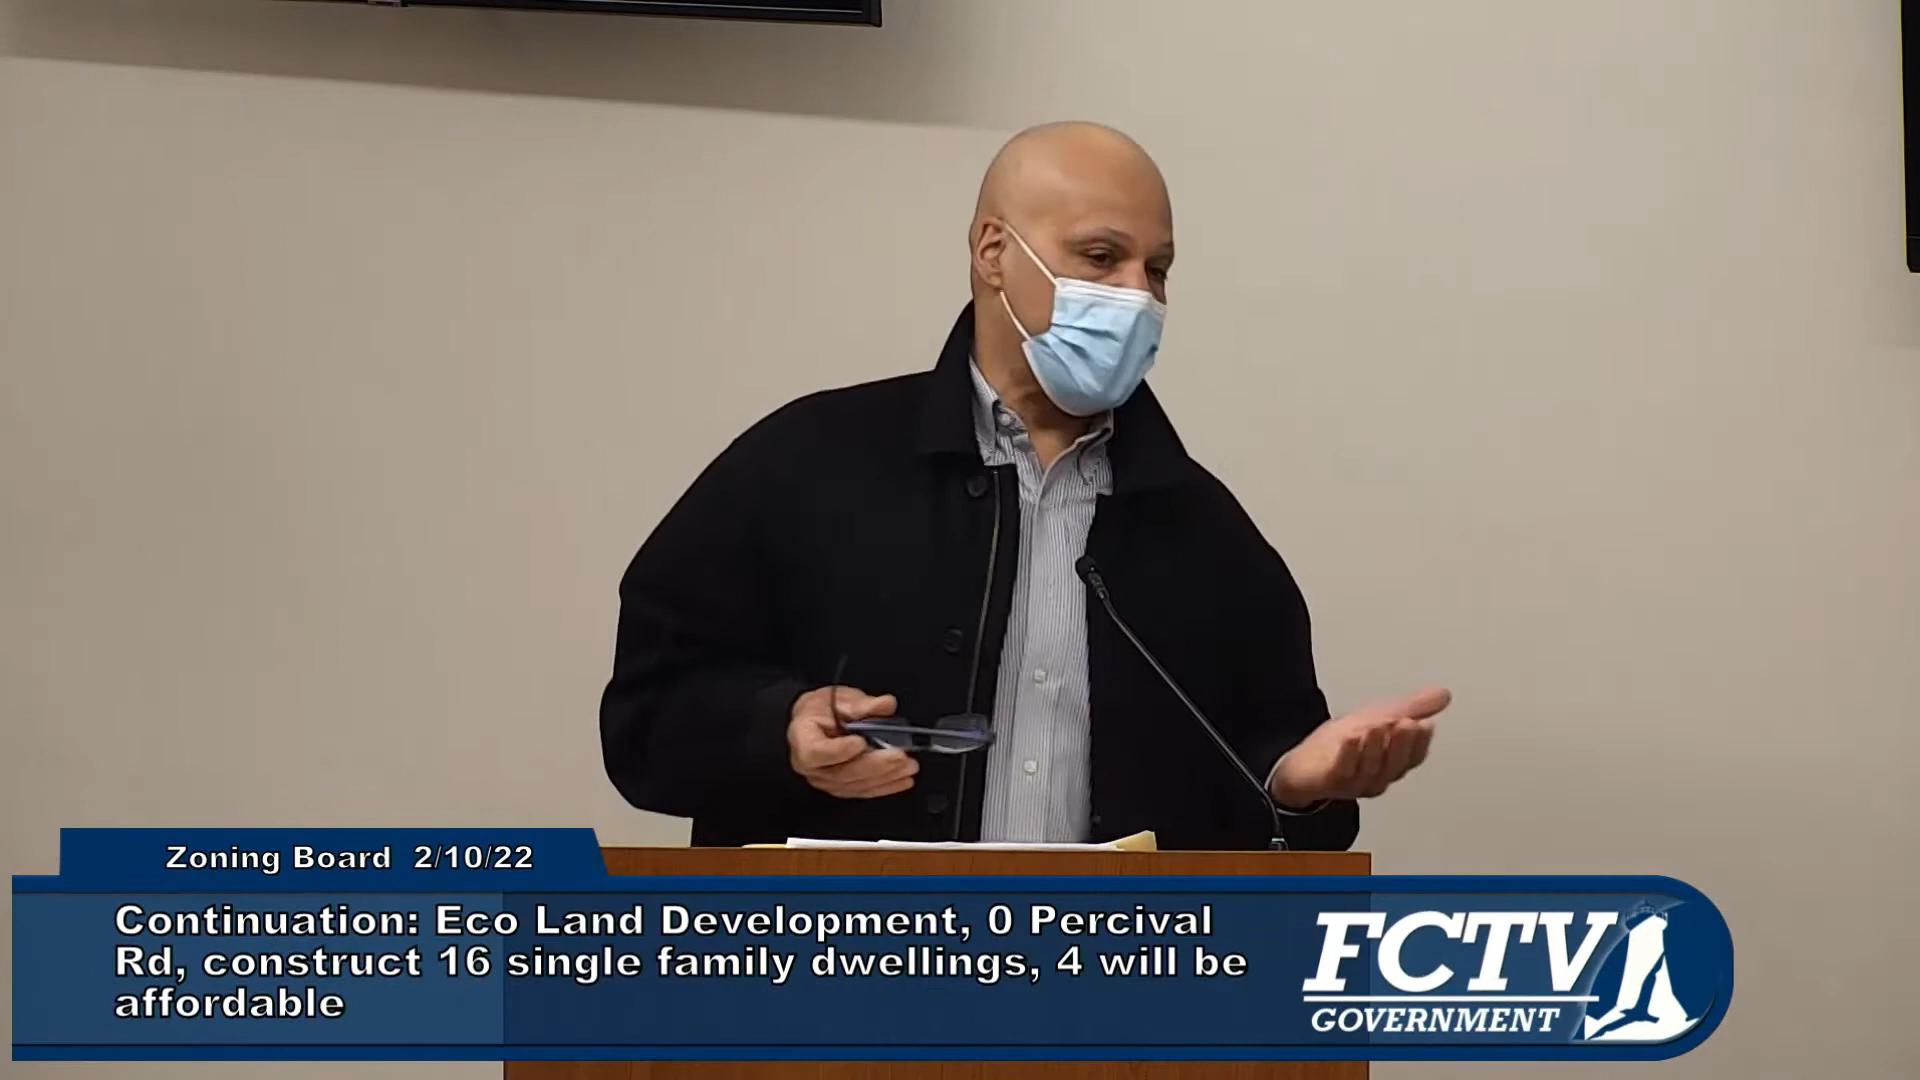 Zoning Board 2/10/22
Continuation: Eco Land Development, 0 Percival
Rd, construct 16 single family dwellings, 4 will be
affordable
FCTV
GOVERNMENT